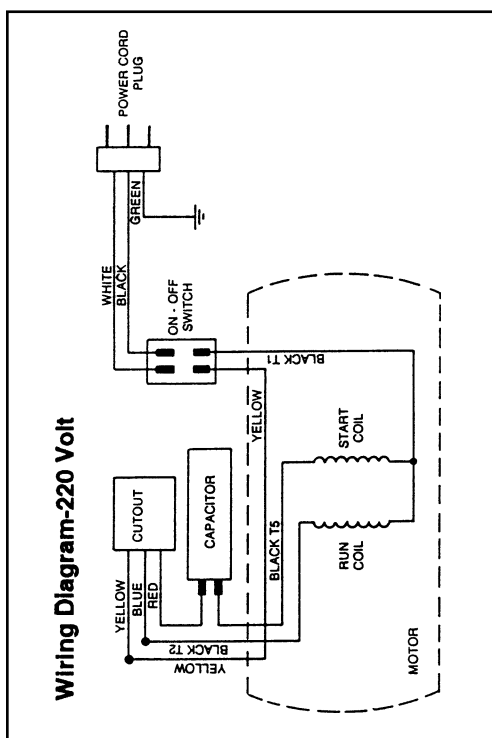 Wiring Diagram-220 Volt
POWER CORD
PLUG
GREEN
WHITE
BLACK
ON - OFF
SWITCH
BLACK T1
YELLOW
CUTOUT
CAPACITOR
YELLOW
BLUE
RED
BLACK T5
BLACK T2
YELLOW
START
COIL
RUN
COIL
MOTOR